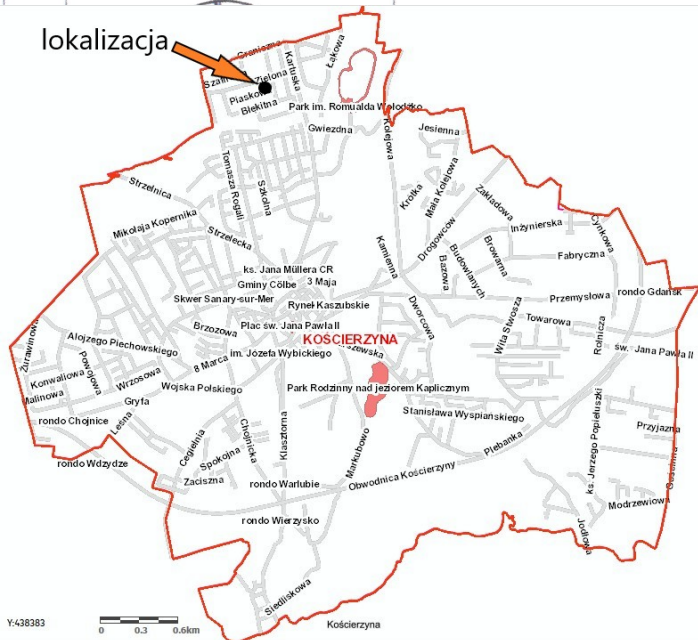 lokalizacja
Graniczna
Łąkowa
Kartuska
Zielona
Piaskowa
Błękitna
Park im. Romualda Wołodźko
Gwiezdna
Kolejowa
Jesienna
Strzelnica
Tomasza Rogali
Szkolna
Krótka
Mała Kolejowa
Zakładowa
Mikołaja Kopernika
Strzelecka
Kamienna
Drogowców
Inżynierska
Cynkowa
Browarna
Budowlanych
Bazowa
Fabryczna
ks. Jana Müllera CR
3 Maja
Gminy Cölbe
Skwer Sanary-sur-Mer
Rynek Kaszubskie
Przemysłowa
rondo Gdańsk
Dworcowa
Wita Stwosza
Towarowa
Rolnicza
Brzozowa
Plac św. Jana Pawła II
KOŚCIERZYNA
Żurawinowa
Alojzego Piechowskiego
8 Marca
im. Józefa Wybickiego
św. Jana Pawła II
Konwaliowa
Malinowa
Powojowa
Wrzosowa
Wojska Polskiego
Park Rodzinny nad jeziorem Kaplicznym
Gryfa
rondo Chojnice
Leśna
Stanisława Wyspiańskiego
ks. Jerzego Popiełuszki
Przyjazna
Cegielnia
Chojnicka
Klasztorna
Markubowo
Plebanka
Gościnna
rondo Wdzydze
Spokojna
Zaciszna
rondo Warlubie
Obwodnica Kościerzyny
Modrzewiowa
rondo Wierzysko
Jodłowa
Siedliskowa
Y:438383
0 0.3 0.6km
Kościerzyna